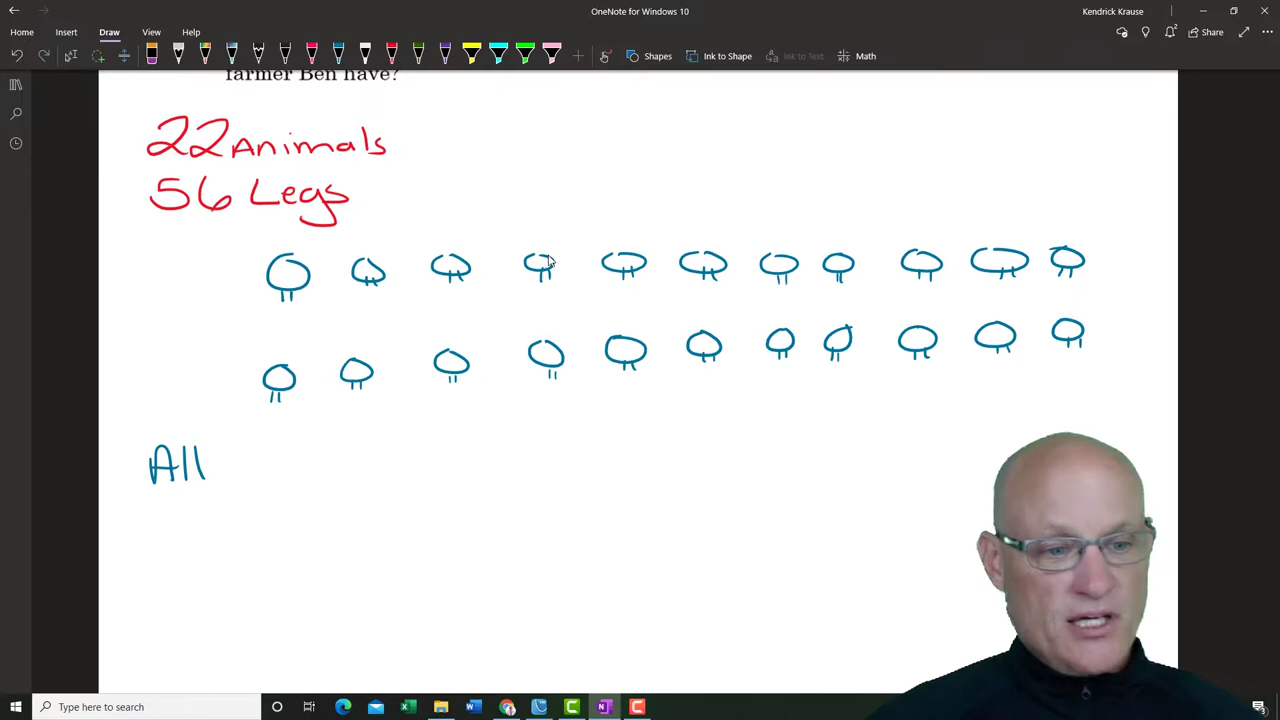 OneNote for Windows 10
Kendrick Krause
Home
Insert
Draw
View
Help
Share
Shapes
Ink to Shape
Ink to Text
Math
farmer Ben have?
22 Animals
56 Legs
All
Type here to search